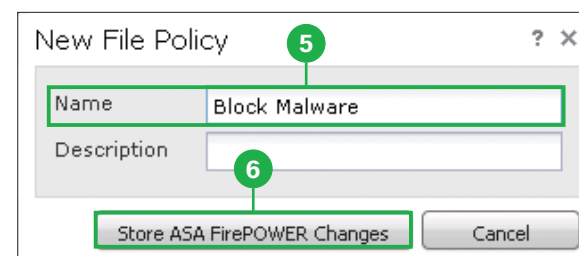 New File Policy ? ×
5
Name Block Malware
Description
6
Store ASA FirePOWER Changes Cancel